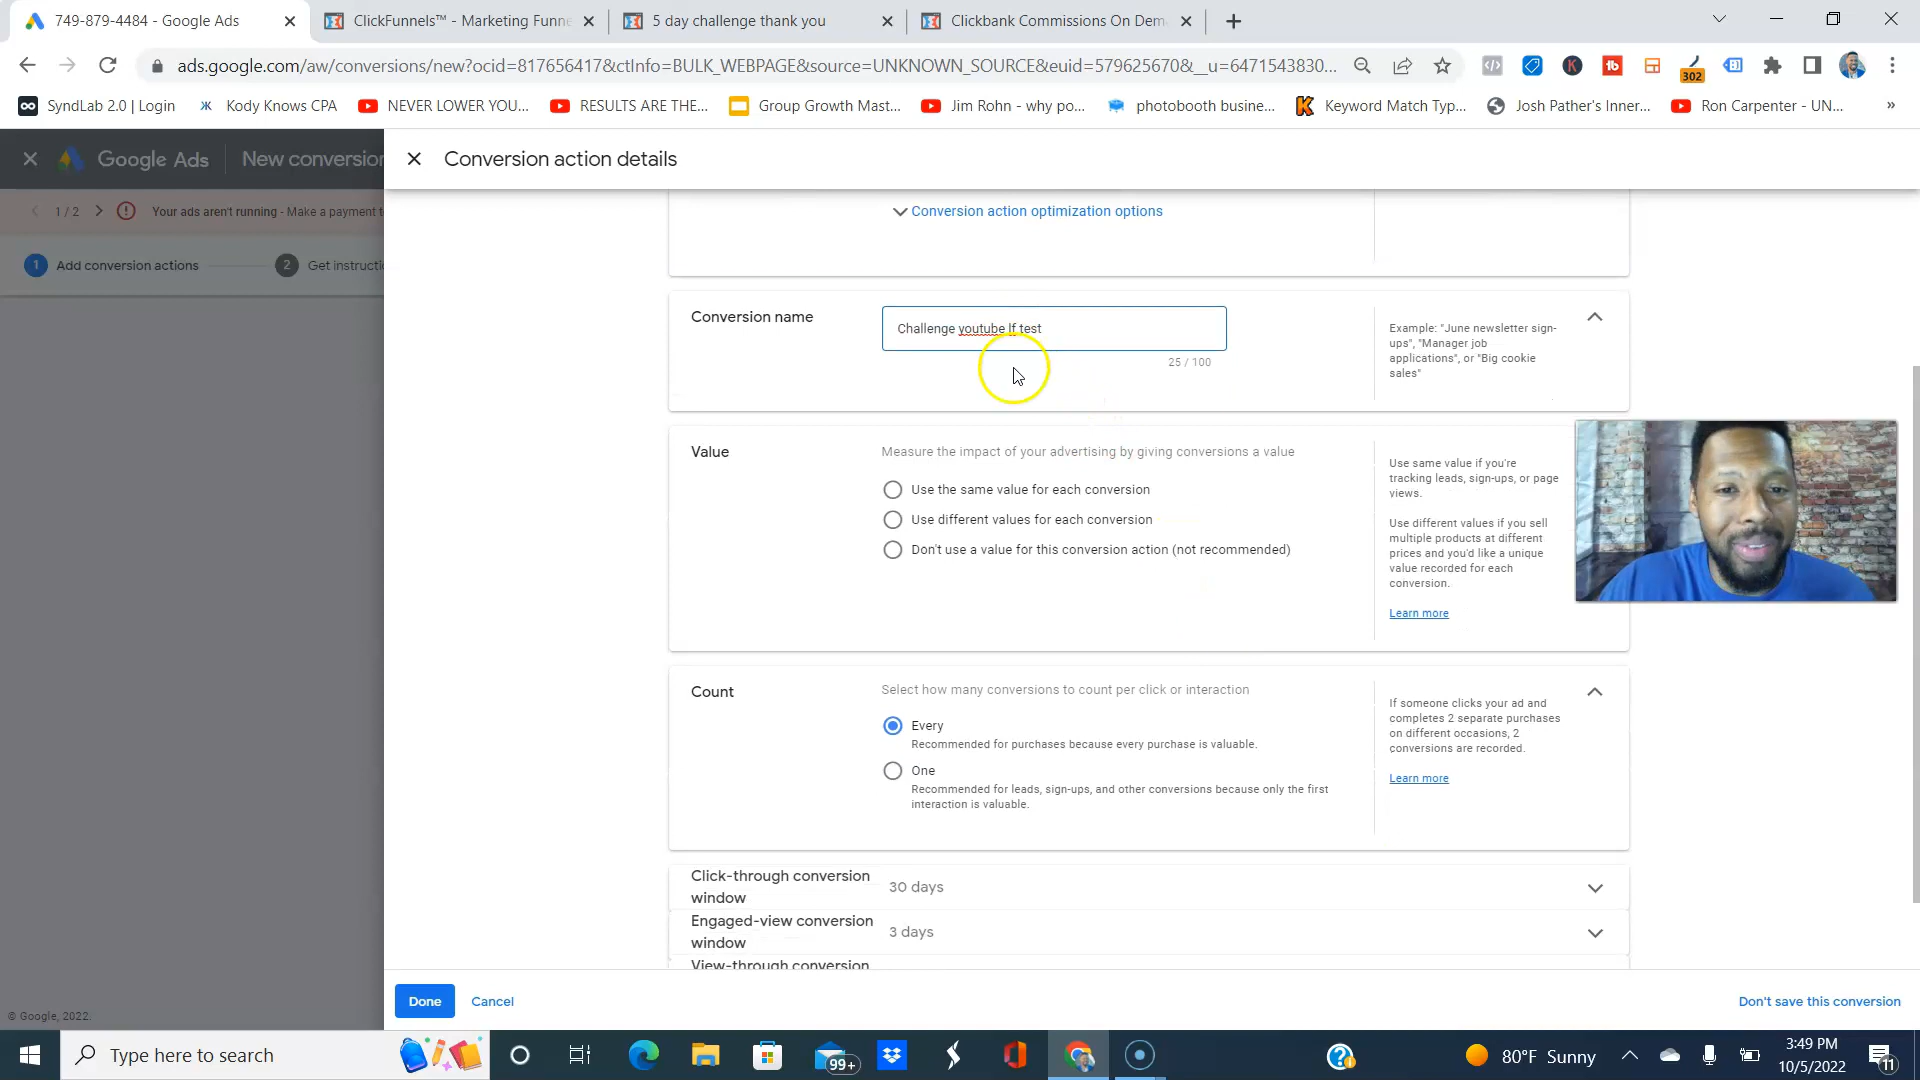 749-879-4484 - Google Ads
ClickFunnels™ - Marketing Funne
5 day challenge thank you
Clickbank Commissions On Dem
ads.google.com/aw/conversions/new?ocid=817656417&ctInfo=BULK_WEBPAGE&source=UNKNOWN_SOURCE&euid=579625670&__u=6471543830...
302
SyndLab 2.0 | Login
Kody Knows CPA
NEVER LOWER YOU...
RESULTS ARE THE...
Group Growth Mast...
Jim Rohn - why po...
photobooth busine...
Keyword Match Typ...
Josh Pather's Inner...
Ron Carpenter - UN...
»
Google Ads
New conversion
Conversion action details
1 / 2
Your ads aren't running - Make a payment t
1 Add conversion actions
2 Get instructi
Conversion action optimization options
Conversion name
Challenge youtube lf test
25 / 100
Example: "June newsletter sign-
ups", "Manager job
applications", or "Big cookie
sales"
Value
Measure the impact of your advertising by giving conversions a value
Use the same value for each conversion
Use different values for each conversion
Don't use a value for this conversion action (not recommended)
Use same value if you're
tracking leads, sign-ups, or page
views.
Use different values if you sell
multiple products at different
prices and you'd like a unique
value recorded for each
conversion.
Learn more
Count
Select how many conversions to count per click or interaction
Every
Recommended for purchases because every purchase is valuable.
One
Recommended for leads, sign-ups, and other conversions because only the first
interaction is valuable.
If someone clicks your ad and
completes 2 separate purchases
on different occasions, 2
conversions are recorded.
Learn more
Click-through conversion
window
30 days
Engaged-view conversion
window
3 days
View-through conversion
Done
Cancel
Don't save this conversion
© Google, 2022.
Type here to search
99+
80°F Sunny
3:49 PM
10/5/2022
11